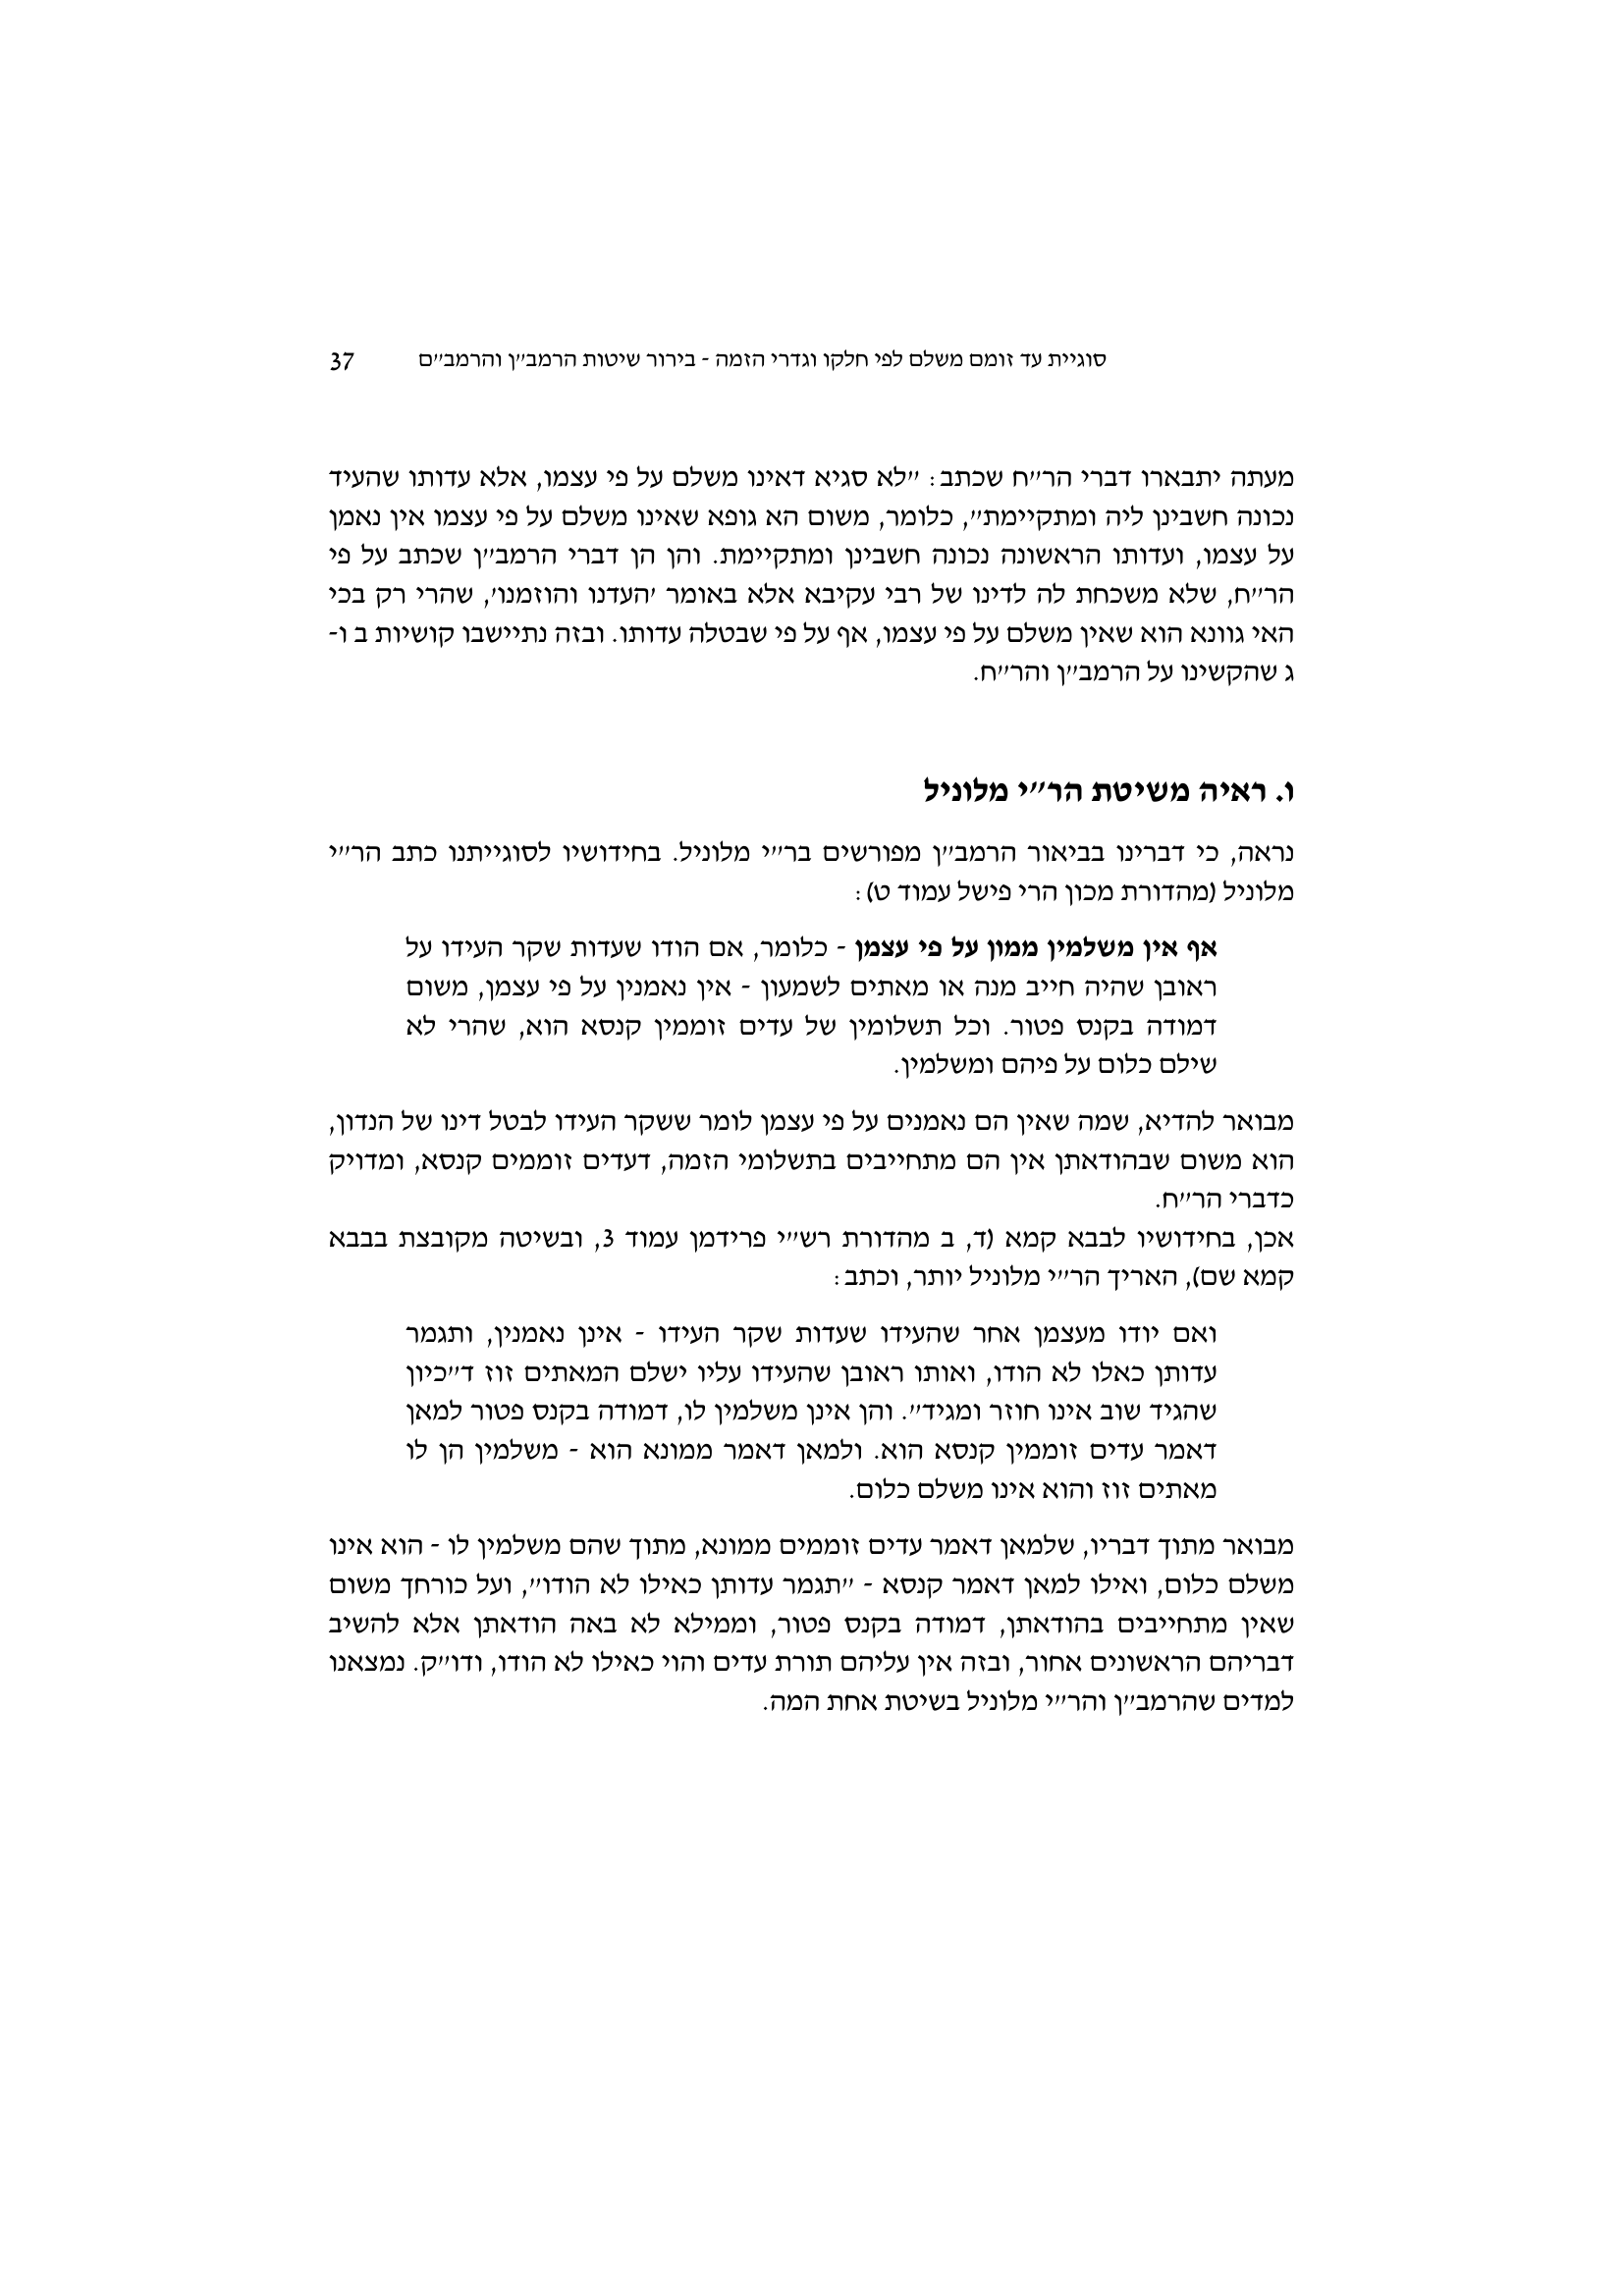 סוגיית עד זומם משלם לפי חלקו וגדרי הזמה - בירור שיטות הרמב״ן והרמב״ם 37
מעתה יתבארו דברי הר״ח שכתב: ״לא סגיא דאינו משלם על פי עצמו, אלא עדותו שהעיד
נכונה חשבינן ליה ומתקיימת״, כלומר, משום הא גופא שאינו משלם על פי עצמו אין נאמן
על עצמו, ועדותו הראשונה נכונה חשבינן ומתקיימת. והן הן דברי הרמב״ן שכתב על פי
הר״ח, שלא משכחת לה לדינו של רבי עקיבא אלא באומר ׳העדנו והוזמנו׳, שהרי רק בכי
האי גוונא הוא שאין משלם על פי עצמו, אף על פי שבטלה עדותו. ובזה נתיישבו קושיות ב ו-
ג שהקשינו על הרמב״ן והר״ח.
ו. ראיה משיטת הר״י מלוניל
נראה, כי דברינו בביאור הרמב״ן מפורשים בר״י מלוניל. בחידושיו לסוגייתנו כתב הר״י
מלוניל (מהדורת מכון הרי פישל עמוד ט):
אף אין משלמין ממון על פי עצמן - כלומר, אם הודו שעדות שקר העידו על
ראובן שהיה חייב מנה או מאתים לשמעון - אין נאמנין על פי עצמן, משום
דמודה בקנס פטור. וכל תשלומין של עדים זוממין קנסא הוא, שהרי לא
שילם כלום על פיהם ומשלמין.
מבואר להדיא, שמה שאין הם נאמנים על פי עצמן לומר ששקר העידו לבטל דינו של הנדון,
הוא משום שבהודאתן אין הם מתחייבים בתשלומי הזמה, דעדים זוממים קנסא, ומדויק
כדברי הר״ח.
אכן, בחידושיו לבבא קמא (ד, ב מהדורת רש״י פרידמן עמוד 3, ובשיטה מקובצת בבבא
קמא שם), האריך הר״י מלוניל יותר, וכתב:
ואם יודו מעצמן אחר שהעידו שעדות שקר העידו - אינן נאמנין, ותגמר
עדותן כאלו לא הודו, ואותו ראובן שהעידו עליו ישלם המאתים זוז ד״כיון
שהגיד שוב אינו חוזר ומגיד״. והן אינן משלמין לו, דמודה בקנס פטור למאן
דאמר עדים זוממין קנסא הוא. ולמאן דאמר ממונא הוא - משלמין הן לו
מאתים זוז והוא אינו משלם כלום.
מבואר מתוך דבריו, שלמאן דאמר עדים זוממים ממונא, מתוך שהם משלמין לו - הוא אינו
משלם כלום, ואילו למאן דאמר קנסא - ״תגמר עדותן כאילו לא הודו״, ועל כורחך משום
שאין מתחייבים בהודאתן, דמודה בקנס פטור, וממילא לא באה הודאתן אלא להשיב
דבריהם הראשונים אחור, ובזה אין עליהם תורת עדים והוי כאילו לא הודו, ודו״ק. נמצאנו
למדים שהרמב״ן והר״י מלוניל בשיטת אחת המה.